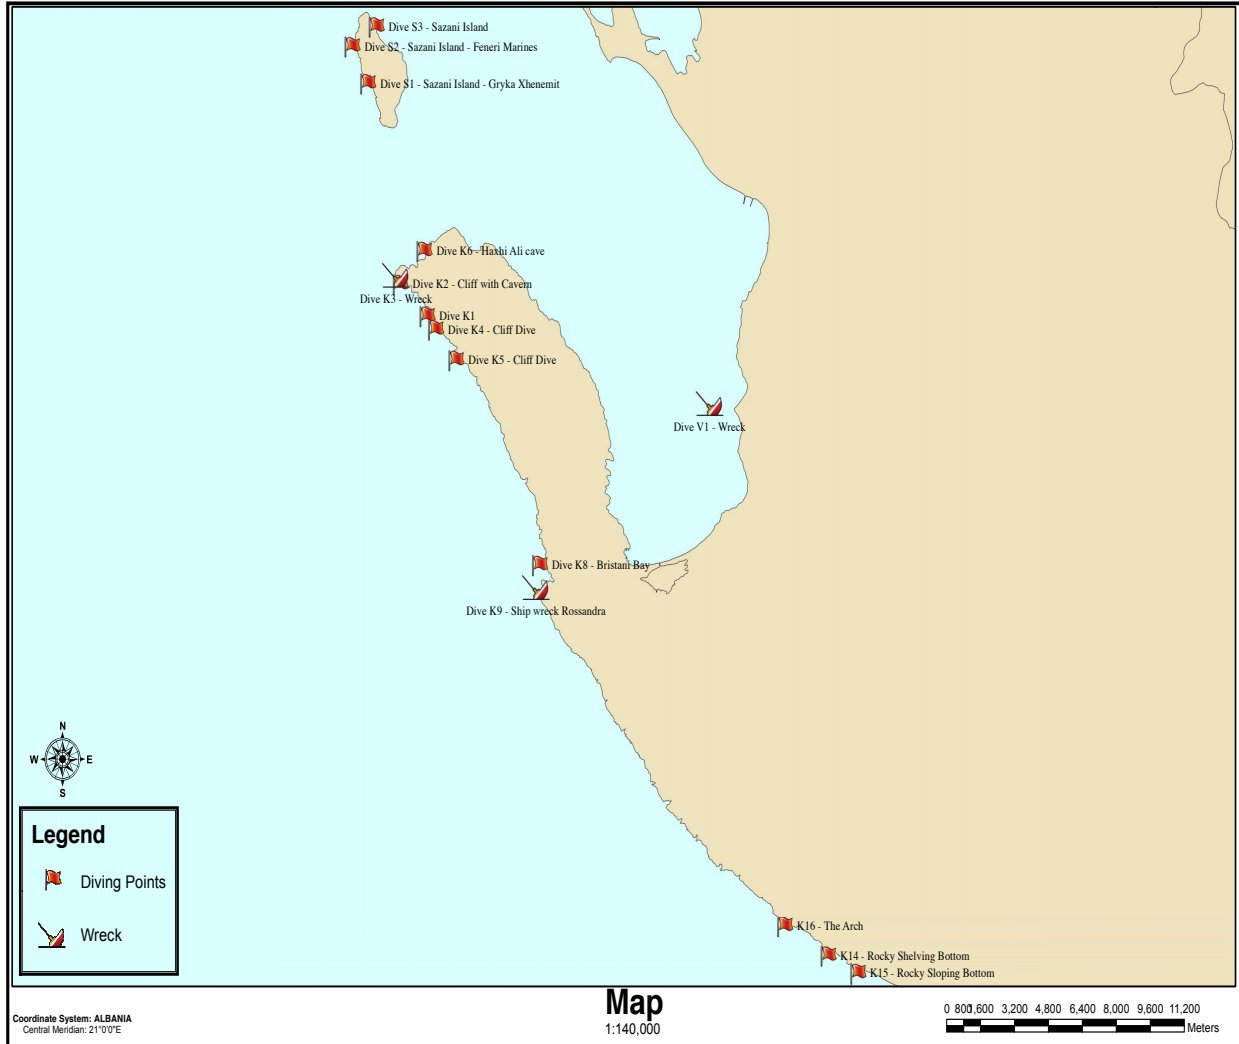 Dive S3 - Sazani Island
Dive S2 - Sazani Island - Feneri Marines
Dive S1 - Sazani Island - Gryka Xhenemit
Dive K6 - Haxhi Ali cave
Dive K2 - Cliff with Cavern
Dive K3 - Wreck
Dive K1
Dive K4 - Cliff Dive
Dive K5 - Cliff Dive
Dive V1 - Wreck
Dive K8 - Bristani Bay
Dive K9 - Ship wreck Rossandra
N
W E
S
Legend
Diving Points
Wreck
K16 - The Arch
K14 - Rocky Shelving Bottom
K15 - Rocky Sloping Bottom
Map
1:140,000
Coordinate System: ALBANIA
Central Meridian: 21°0'0"E
0 800 1,600 3,200 4,800 6,400 8,000 9,600 11,200
Meters